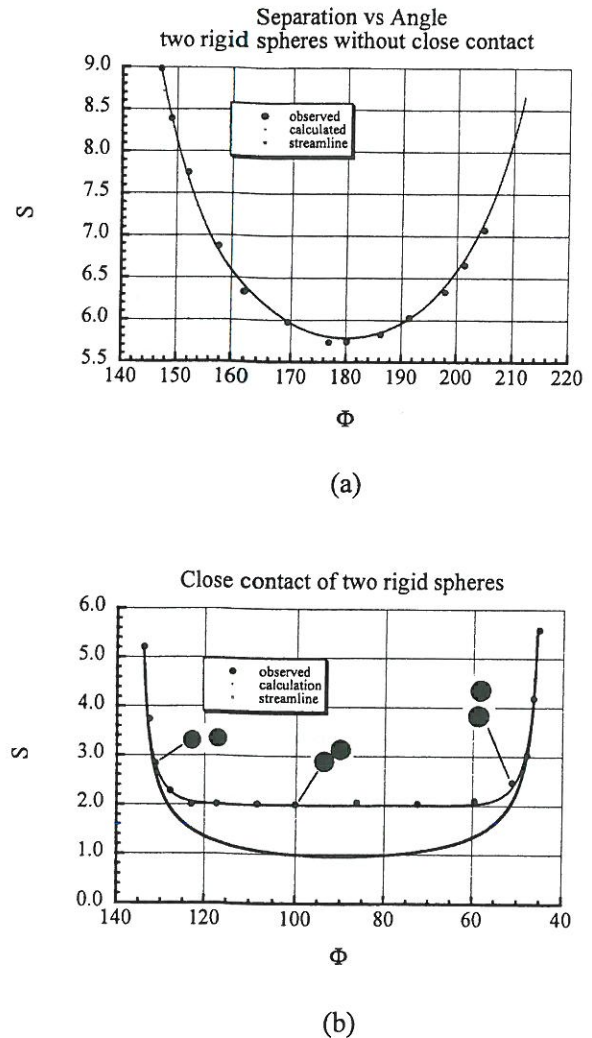 Separation vs Angle
two rigid spheres without close contact
9.0
8.5
8.0
7.5
7.0
6.5
6.0
5.5
S
observed
calculated
streamline
140 150 160 170 180 190 200 210 220
Φ
(a)
Close contact of two rigid spheres
6.0
5.0
4.0
3.0
2.0
1.0
0.0
S
observed
calculation
streamline
140 120 100 80 60 40
Φ
(b)